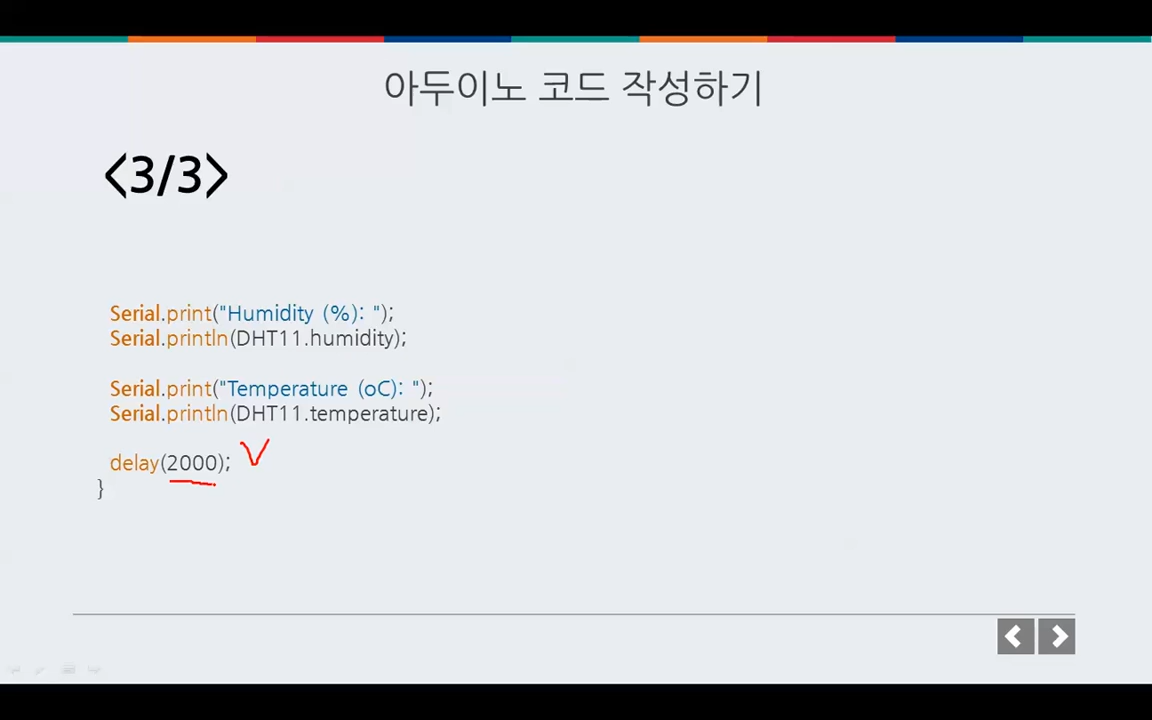 아두이노 코드 작성하기
<3/3>
Serial.print("Humidity (%): ");
Serial.println(DHT11.humidity);
Serial.print("Temperature (oC): ");
Serial.println(DHT11.temperature);
delay(2000);
}